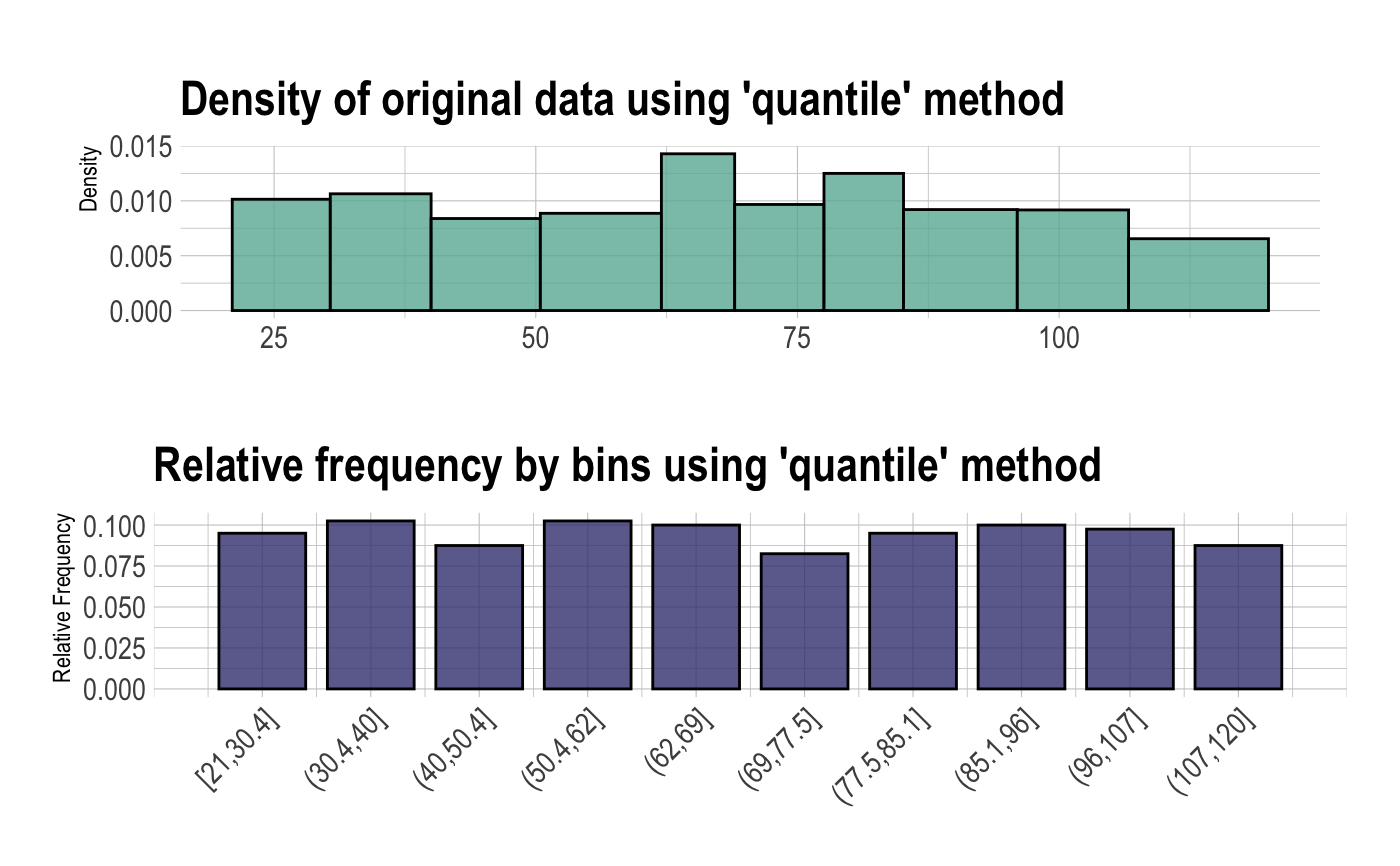 Density of original data using 'quantile' method
Density
0.015
0.010
0.005
0.000
25 50 75 100
Relative frequency by bins using 'quantile' method
Relative Frequency
0.100
0.075
0.050
0.025
0.000
[21,30.4] (30.4,40] (40,50.4] (50.4,62] (62,69] (69,77.5] (77.5,85.1] (85.1,96] (96,107] (107,120]